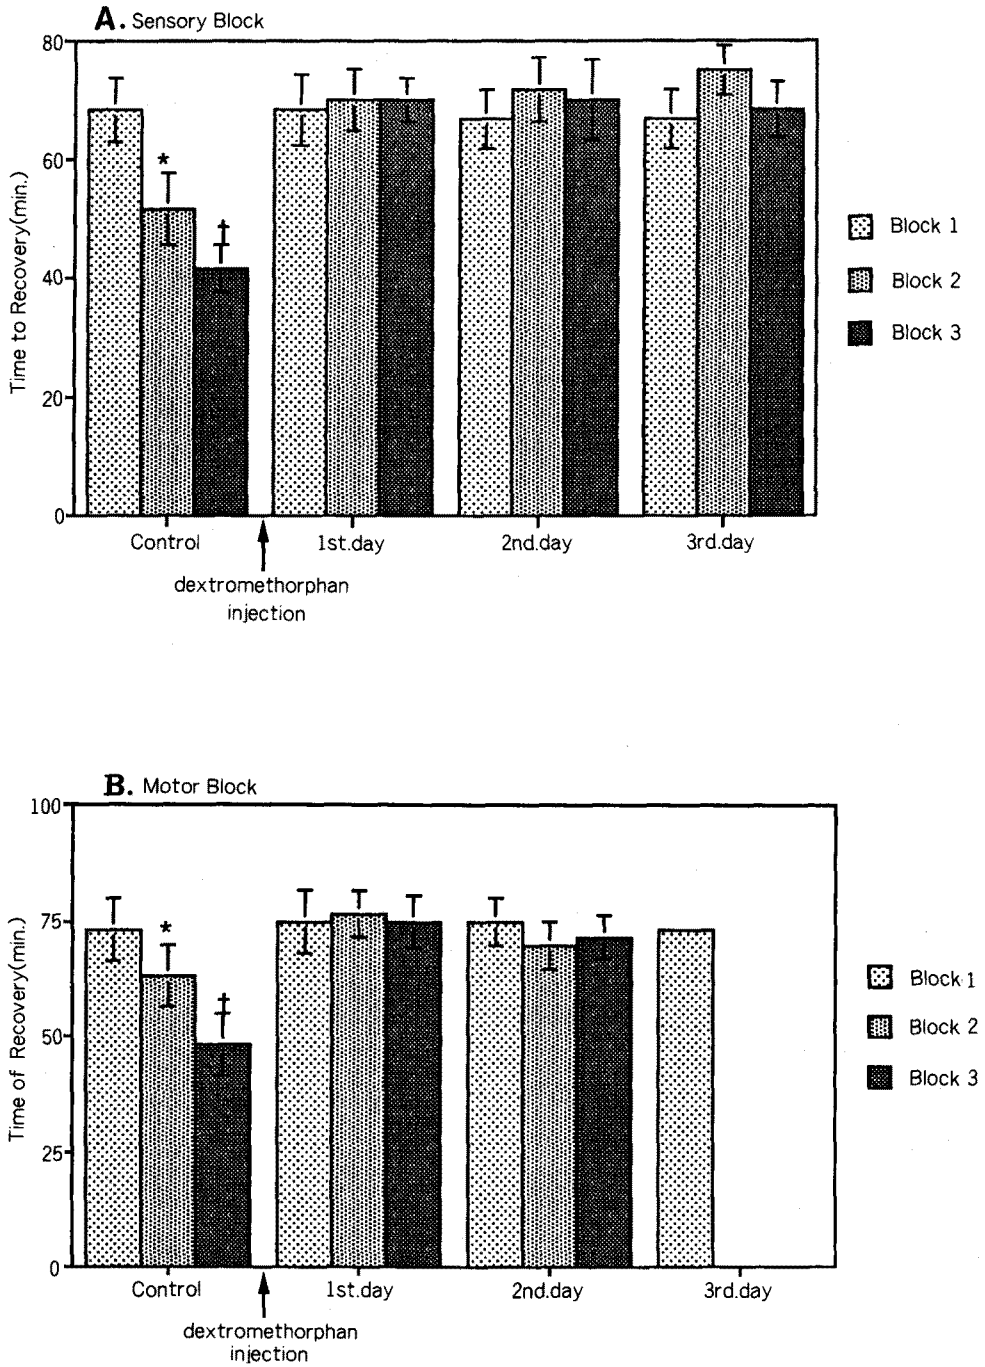 A. Sensory Block
Time to Recovery(min.)
80
60
40
20
0
*
‡
Control
1st.day
2nd.day
3rd.day
dextromethorphan
injection
Block 1
Block 2
Block 3
B. Motor Block
Time of Recovery(min.)
100
75
50
25
0
*
‡
Control
1st.day
2nd.day
3rd.day
dextromethorphan
injection
Block 1
Block 2
Block 3